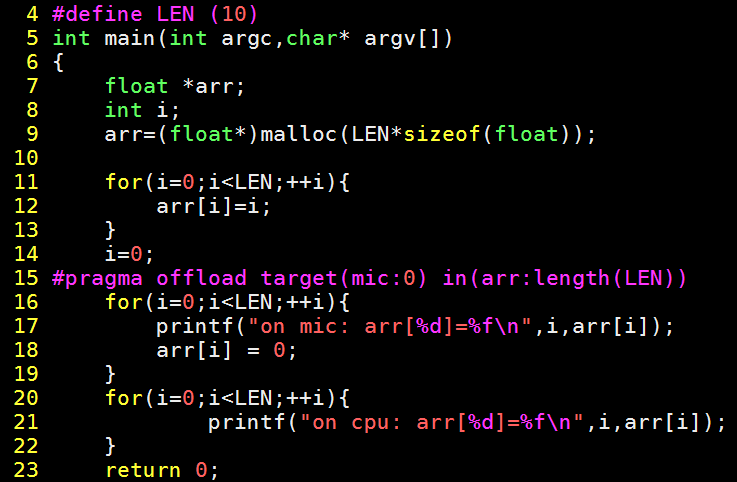 4 #define LEN (10)
5 int main(int argc,char* argv[])
6 {
7     float *arr;
8     int i;
9     arr=(float*)malloc(LEN*sizeof(float));
10
11     for(i=0;i<LEN;++i){
12         arr[i]=i;
13     }
14     i=0;
15 #pragma offload target(mic:0) in(arr:length(LEN))
16     for(i=0;i<LEN;++i){
17         printf("on mic: arr[%d]=%f\n",i,arr[i]);
18         arr[i] = 0;
19     }
20     for(i=0;i<LEN;++i){
21             printf("on cpu: arr[%d]=%f\n",i,arr[i]);
22     }
23     return 0;